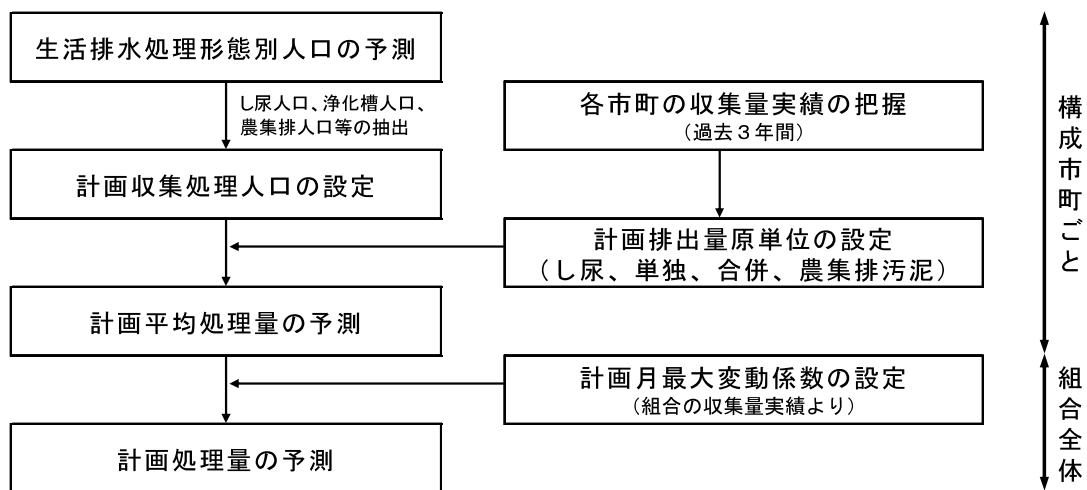 生活排水処理形態別人口の予測
し尿人口、浄化槽人口、
農集排人口等の抽出
各市町の収集量実績の把握
(過去3年間)
計画収集処理人口の設定
計画排出量原単位の設定
(し尿、単独、合併、農集排汚泥)
計画平均処理量の予測
計画月最大変動係数の設定
(組合の収集量実績より)
計画処理量の予測
構成市町ごと
組合全体